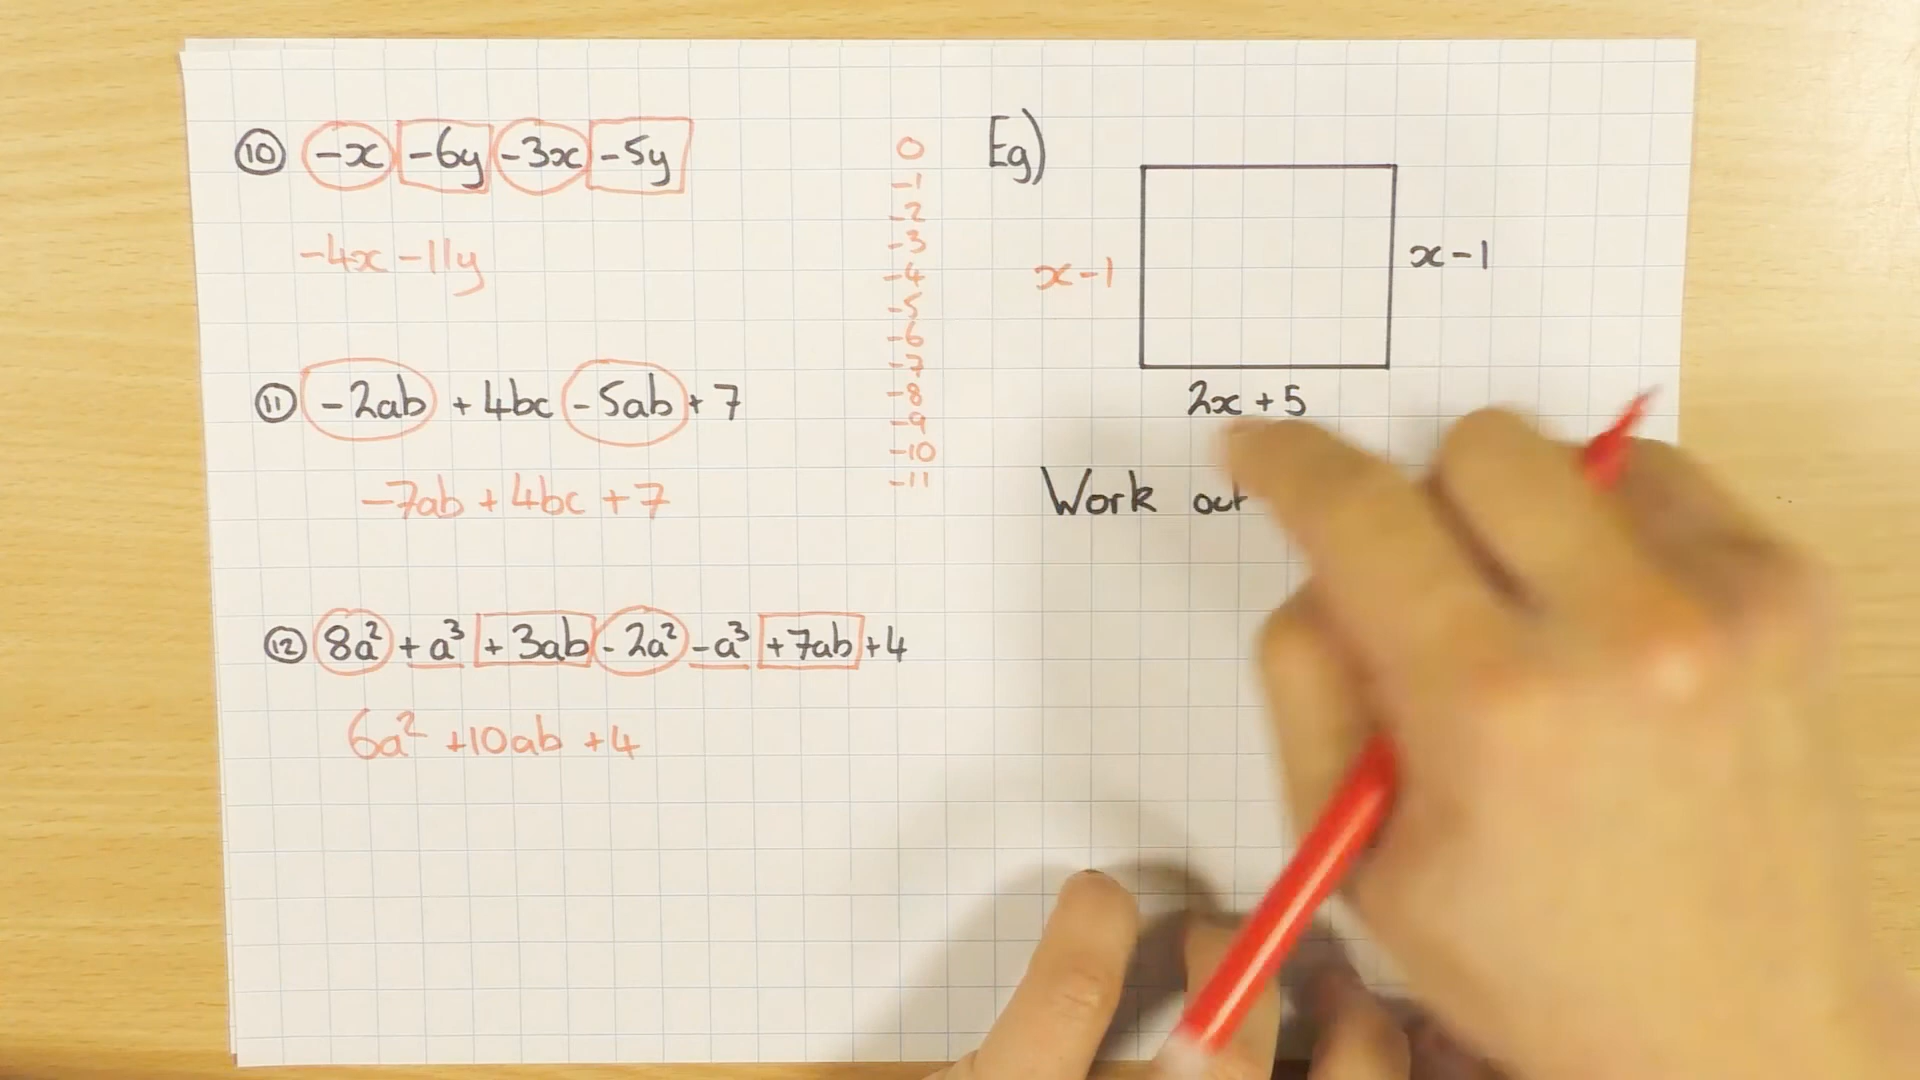 ⑩ -x -6y -3x -5y
-4x -11y
⑪ -2ab + 4bc - 5ab + 7
-7ab + 4bc + 7
⑫ 8a² + a³ + 3ab - 2a² - a³ + 7ab + 4
6a² +10ab +4
0
-1
-2
-3
-4
-5
-6
-7
-8
-9
-10
-11
Eg)
x-1
x-1
2x + 5
Work out